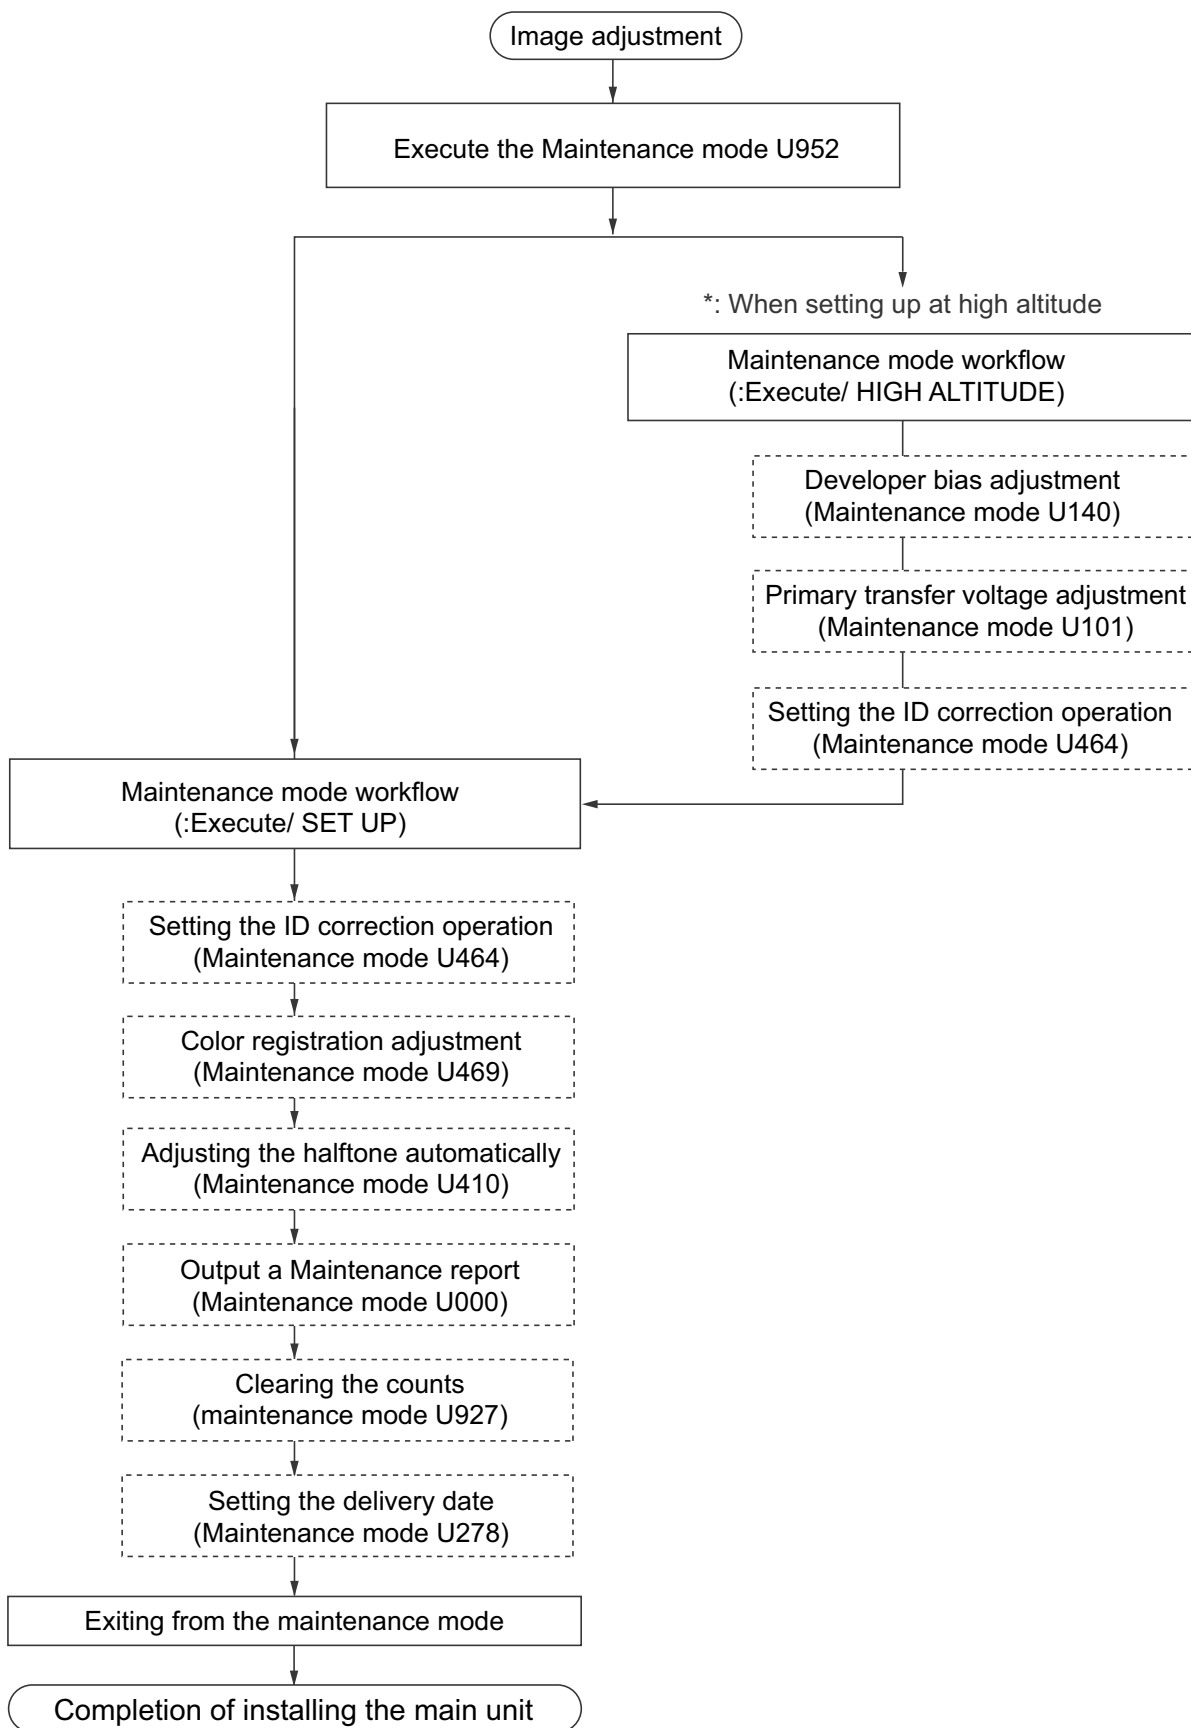 Image adjustment
Execute the Maintenance mode U952
*: When setting up at high altitude
Maintenance mode workflow
(:Execute/ HIGH ALTITUDE)
Developer bias adjustment
(Maintenance mode U140)
Primary transfer voltage adjustment
(Maintenance mode U101)
Setting the ID correction operation
(Maintenance mode U464)
Maintenance mode workflow
(:Execute/ SET UP)
Setting the ID correction operation
(Maintenance mode U464)
Color registration adjustment
(Maintenance mode U469)
Adjusting the halftone automatically
(Maintenance mode U410)
Output a Maintenance report
(Maintenance mode U000)
Clearing the counts
(maintenance mode U927)
Setting the delivery date
(Maintenance mode U278)
Exiting from the maintenance mode
Completion of installing the main unit